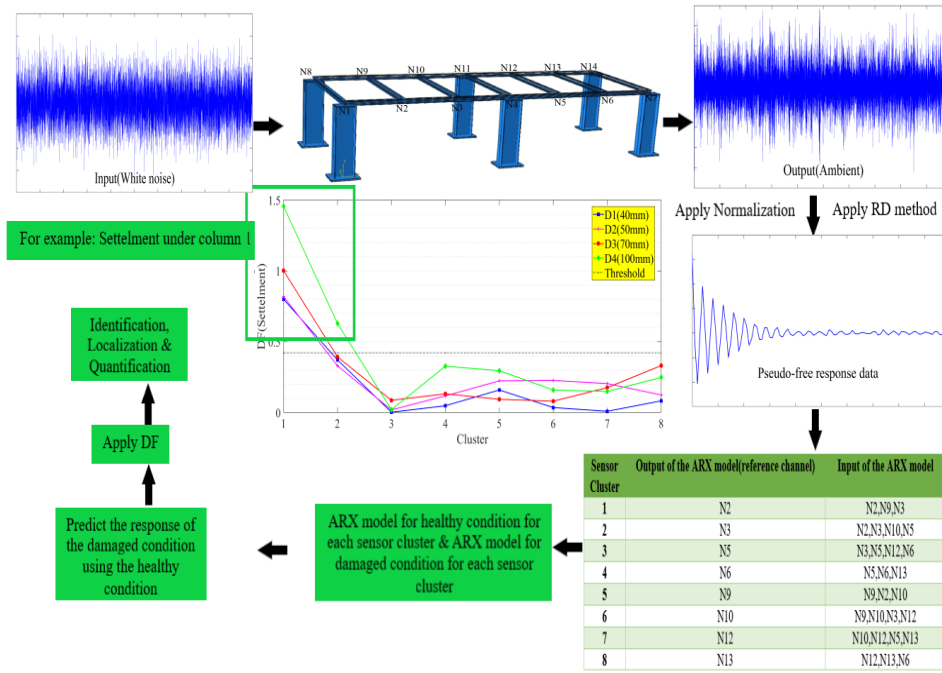 N8
N9
N10
N11
N12
N13
N14
N1
N2
N3
N4
N5
N6
N7
Input(White noise)
Output(Ambient)
Apply Normalization
Apply RD method
For example: Settelment under column 1
1.5
1
0.5
0
DF(Settelment)
D1(40mm)
D2(50mm)
D3(70mm)
D4(100mm)
Threshold
1 2 3 4 5 6 7 8
Cluster
Pseudo-free response data
Identification,
Localization &
Quantification
Apply DF
Predict the response of
the damaged condition
using the healthy
condition
ARX model for healthy condition for
each sensor cluster & ARX model for
damaged condition for each sensor
cluster
Sensor Cluster Output of the ARX model(reference channel) Input of the ARX model
1 N2 N2,N9,N3
2 N3 N2,N3,N10,N5
3 N5 N3,N5,N12,N6
4 N6 N5,N6,N13
5 N9 N9,N2,N10
6 N10 N9,N10,N3,N12
7 N12 N10,N12,N5,N13
8 N13 N12,N13,N6